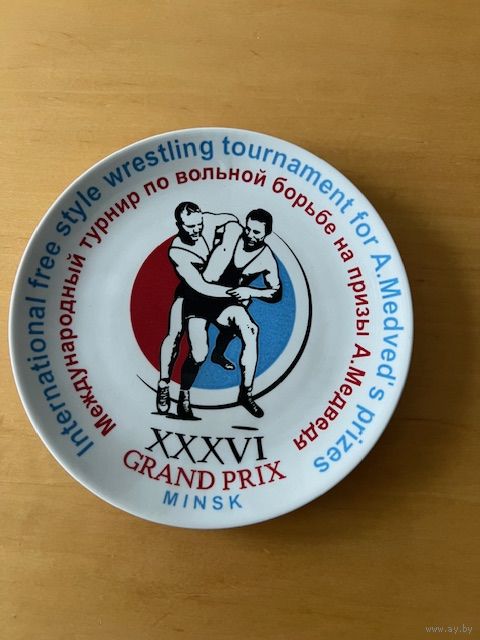 International free style wrestling tournament for A.Medved's prizes
Международный турнир по вольной борьбе на призы А.Медведя
XXXVI
GRAND PRIX
MINSK
www.ay.by